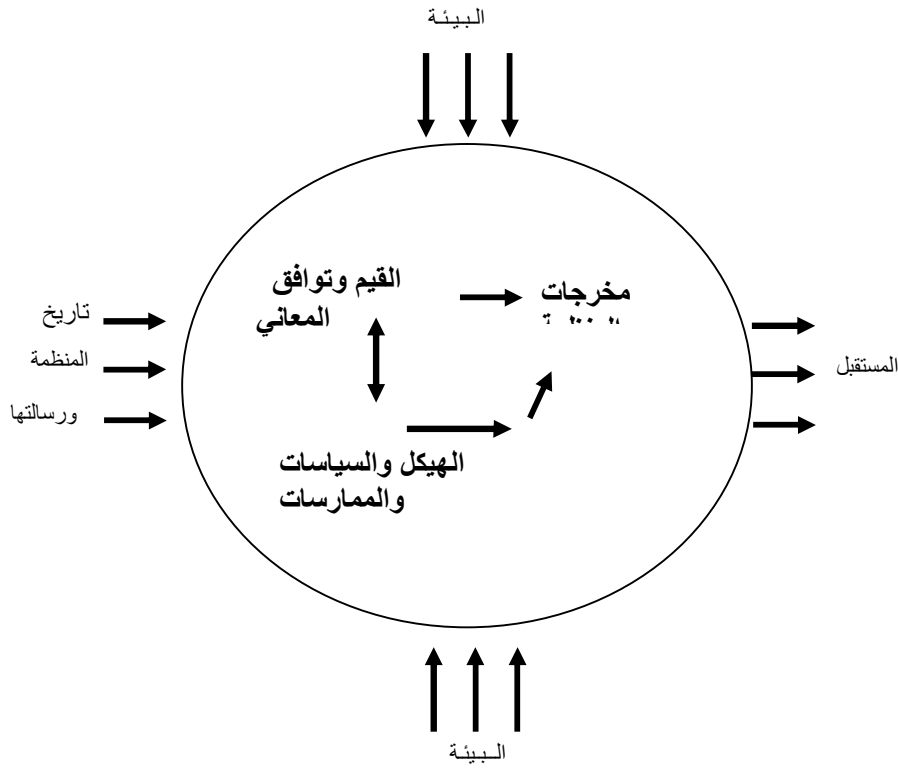 البيئة
القيم وتوافق
المعاني
مخرجات
تاريخ
المنظمة
ورسالتها
المستقبل
الهيكل والسياسات
والممارسات
البيئة